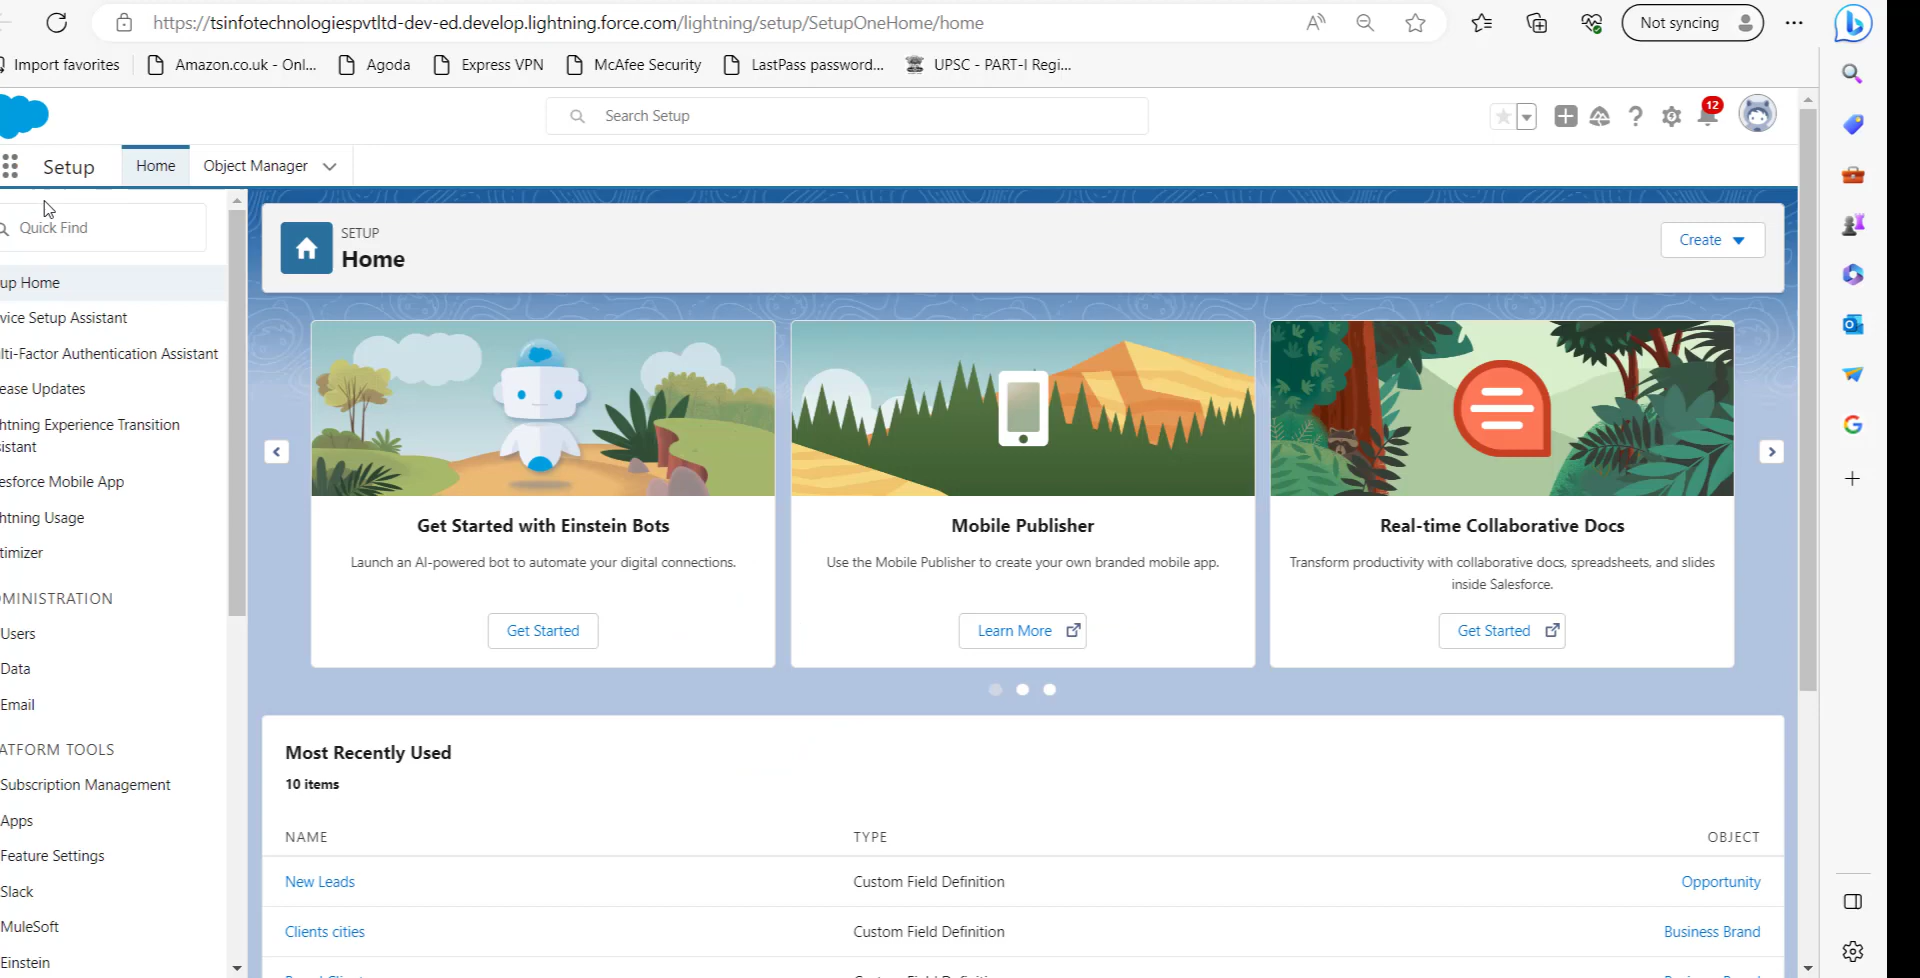 https://tsinfotechnologiespvtltd-dev-ed.develop.lightning.force.com/lightning/setup/SetupOneHome/home
Not syncing
Import favorites
Amazon.co.uk - Onl...
Agoda
Express VPN
McAfee Security
LastPass password...
UPSC - PART-I Regi...
Search Setup
12
Setup
Home
Object Manager
Quick Find
up Home
vice Setup Assistant
lti-Factor Authentication Assistant
ease Updates
htning Experience Transition
sistant
esforce Mobile App
htning Usage
timizer
MINISTRATION
Users
Data
Email
ATFORM TOOLS
Subscription Management
Apps
Feature Settings
Slack
MuleSoft
Einstein
SETUP
Home
Create
Get Started with Einstein Bots
Launch an AI-powered bot to automate your digital connections.
Get Started
Mobile Publisher
Use the Mobile Publisher to create your own branded mobile app.
Learn More
Real-time Collaborative Docs
Transform productivity with collaborative docs, spreadsheets, and slides
inside Salesforce.
Get Started
Most Recently Used
10 items
NAME TYPE OBJECT
New Leads Custom Field Definition Opportunity
Clients cities Custom Field Definition Business Brand